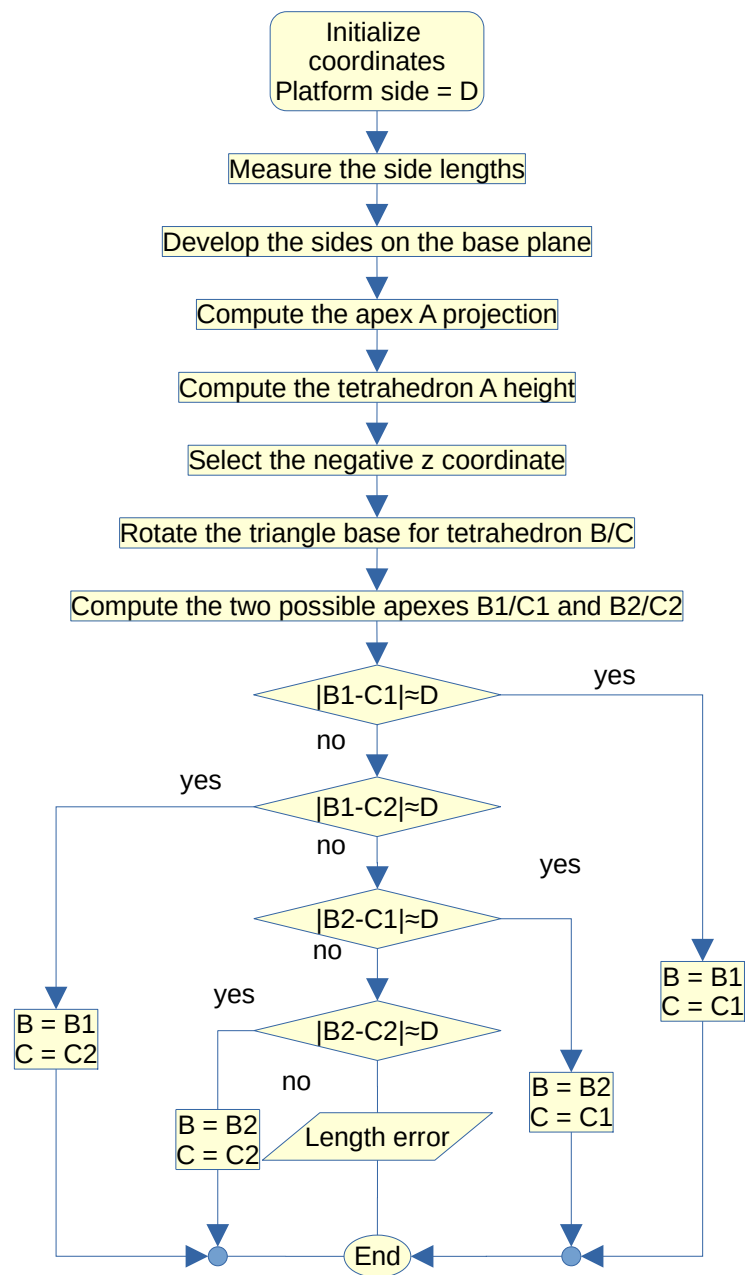 Initialize
coordinates
Platform side = D
Measure the side lengths
Develop the sides on the base plane
Compute the apex A projection
Compute the tetrahedron A height
Select the negative z coordinate
Rotate the triangle base for tetrahedron B/C
Compute the two possible apexes B1/C1 and B2/C2
|B1-C1|≈D
yes
no
|B1-C2|≈D
yes
no
|B2-C1|≈D
yes
no
|B2-C2|≈D
yes
no
B = B1
C = C1
B = B1
C = C2
B = B2
C = C1
B = B2
C = C2
Length error
End